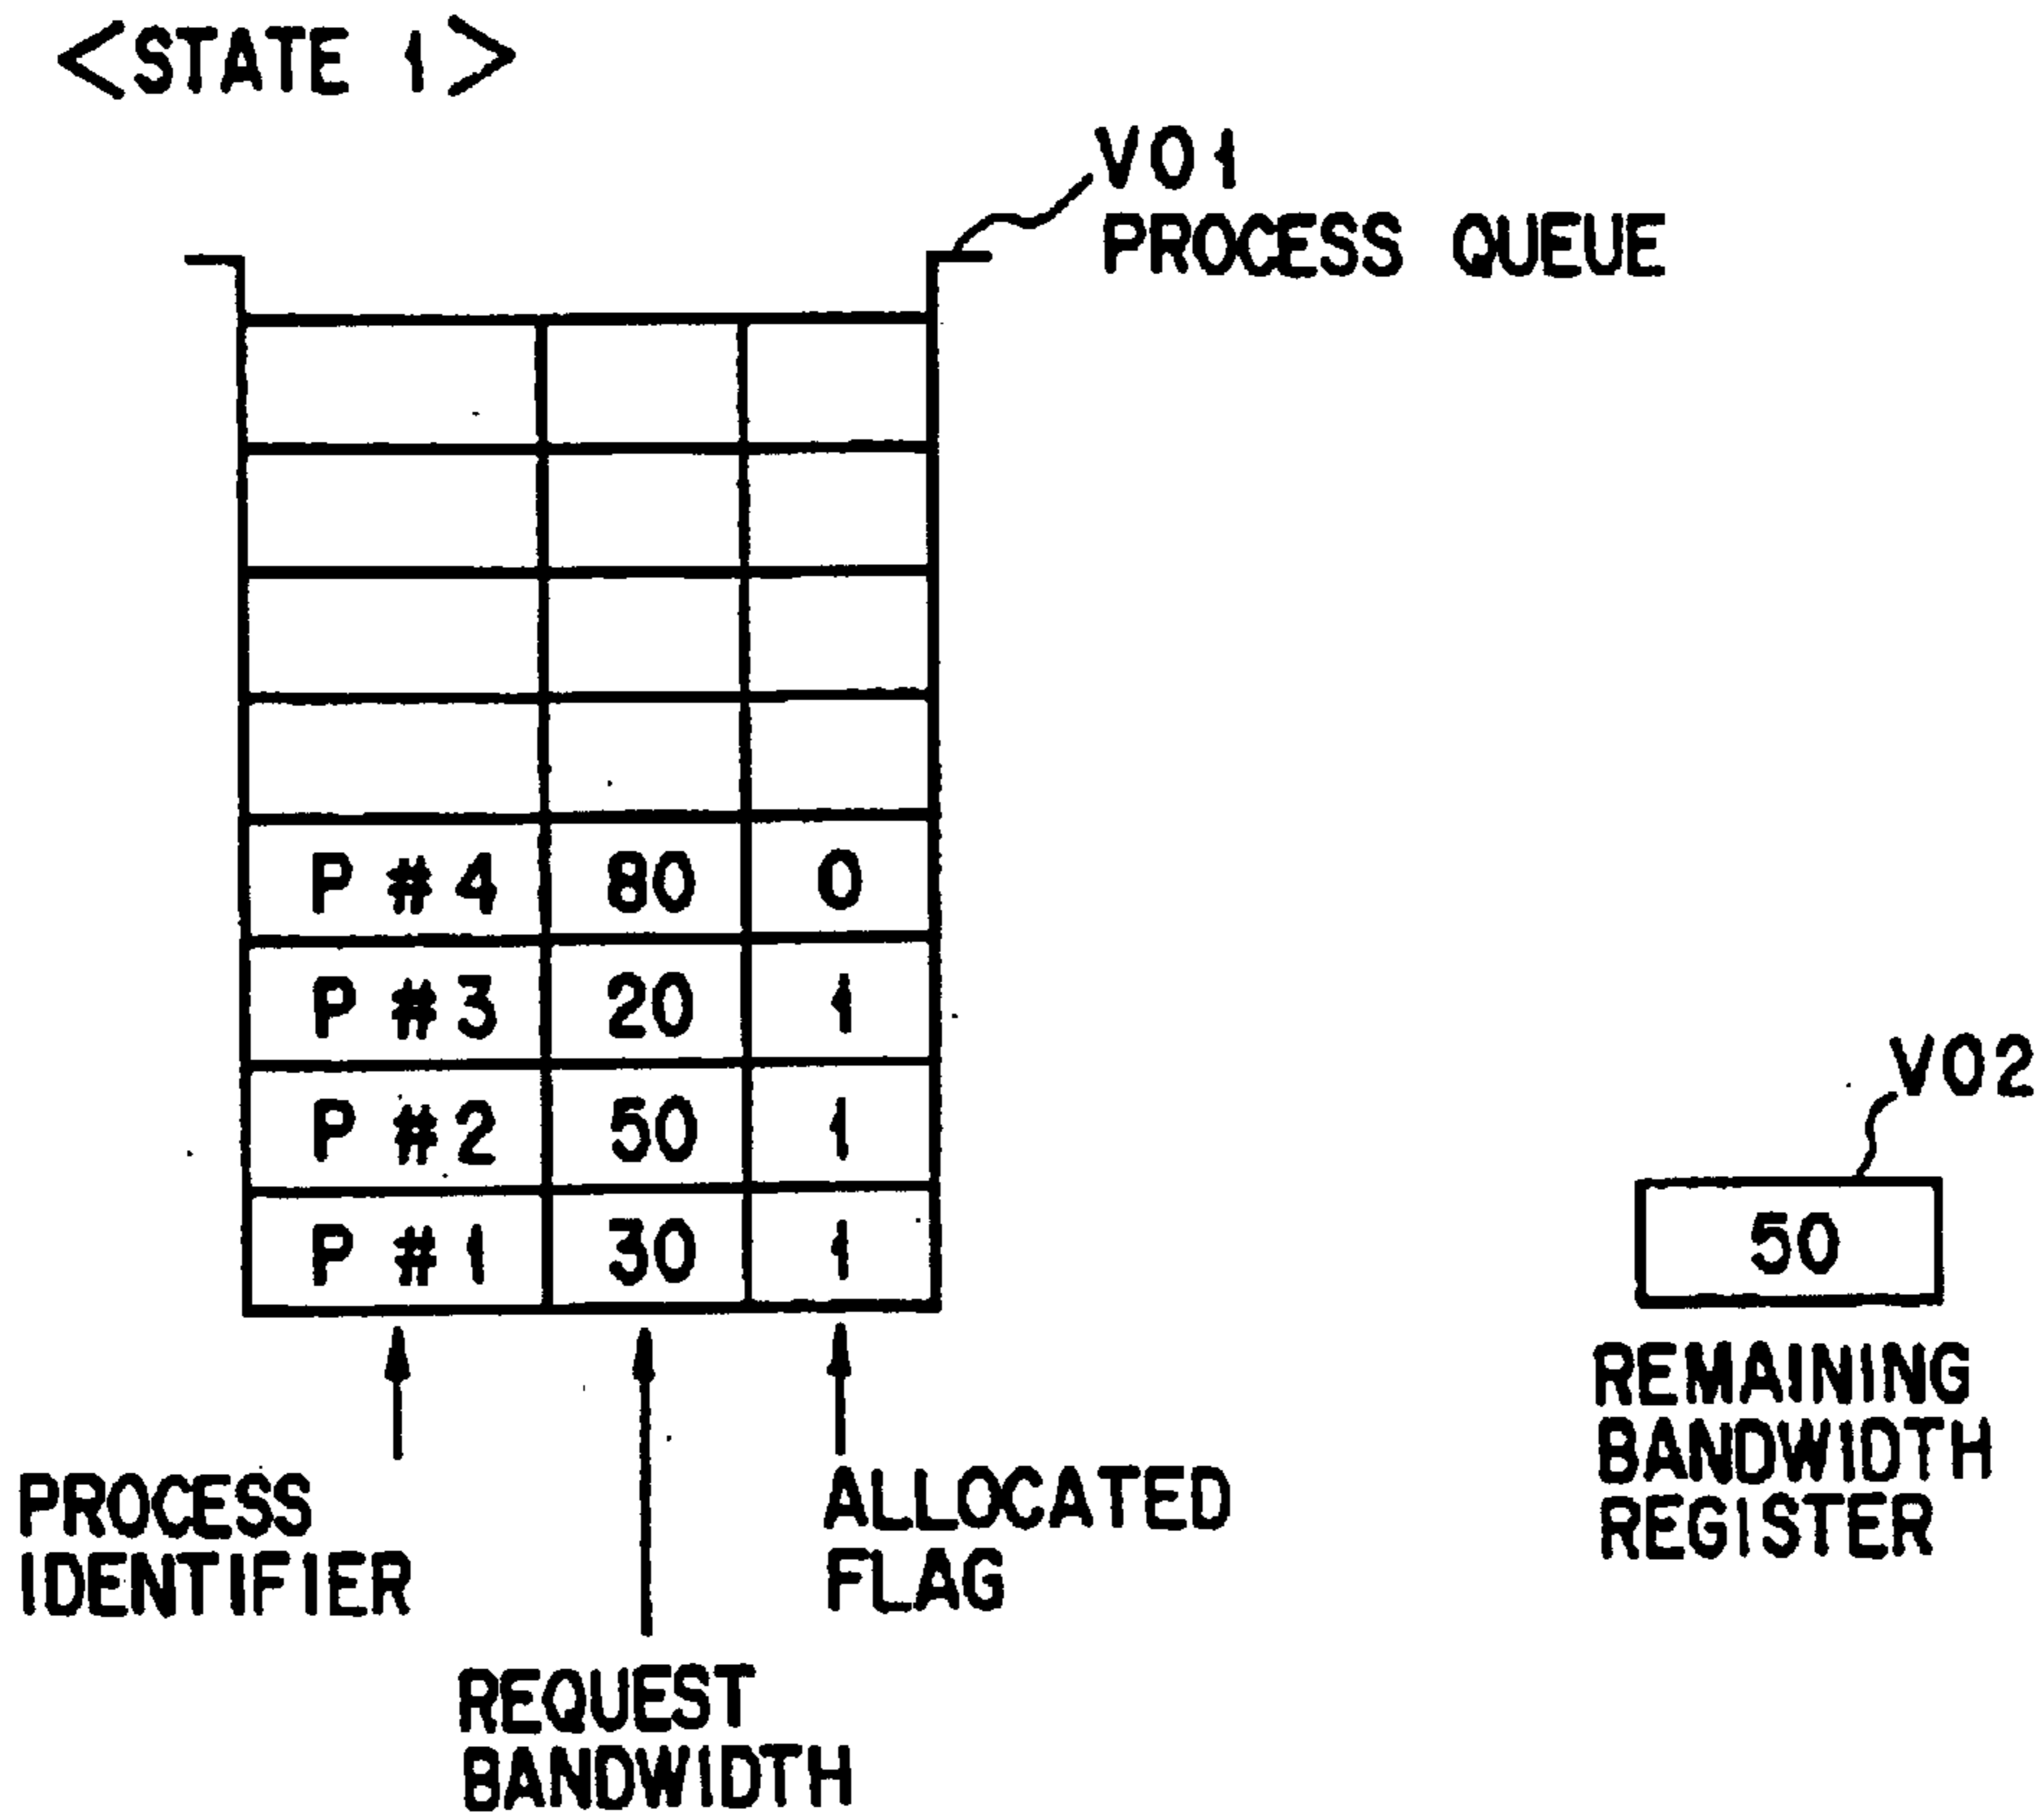 <STATE 1>
V01
PROCESS QUEUE
P #4 80 0
P #3 20 1
P #2 50 1
P #1 30 1
V02
50
REMAINING
BANDWIDTH
REGISTER
PROCESS
IDENTIFIER
ALLOCATED
FLAG
REQUEST
BANDWIDTH